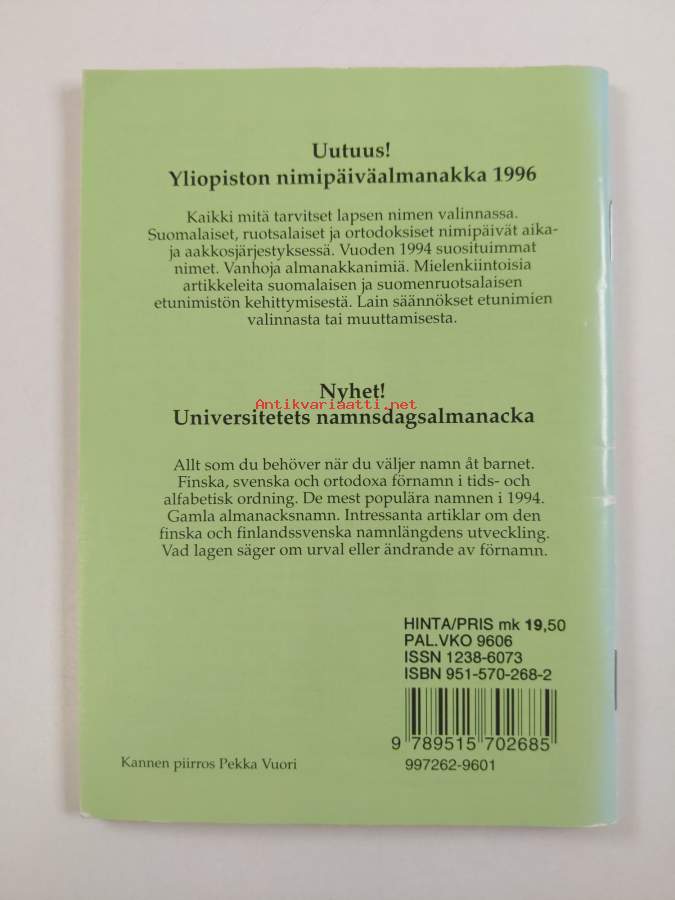 Uutuus!
Yliopiston nimipäiväalmanakka 1996
Kaikki mitä tarvitset lapsen nimen valinnassa.
Suomalaiset, ruotsalaiset ja ortodoksiset nimipäivät aika-
ja aakkosjärjestyksessä. Vuoden 1994 suosituimmat
nimet. Vanhoja almanakkanimiä. Mielenkiintoisia
artikkeleita suomalaisen ja suomenruotsalaisen
etunimistön kehittymisestä. Lain säännökset etunimien
valinnasta tai muuttamisesta.
Nyhet!
Antikvariaatti.net
Universitetets namnsdagsalmanacka
Allt som du behöver när du väljer namn åt barnet.
Finska, svenska och ortodoxa förnamn i tids- och
alfabetisk ordning. De mest populära namnen i 1994.
Gamla almanacksnamn. Intressanta artiklar om den
finska och finlandssvenska namnlängdens utveckling.
Vad lagen säger om urval eller ändrande av förnamn.
HINTA/PRIS mk 19,50
PAL.VKO 9606
ISSN 1238-6073
ISBN 951-570-268-2
9 789515 702685
997262-9601
Kannen piirros Pekka Vuori